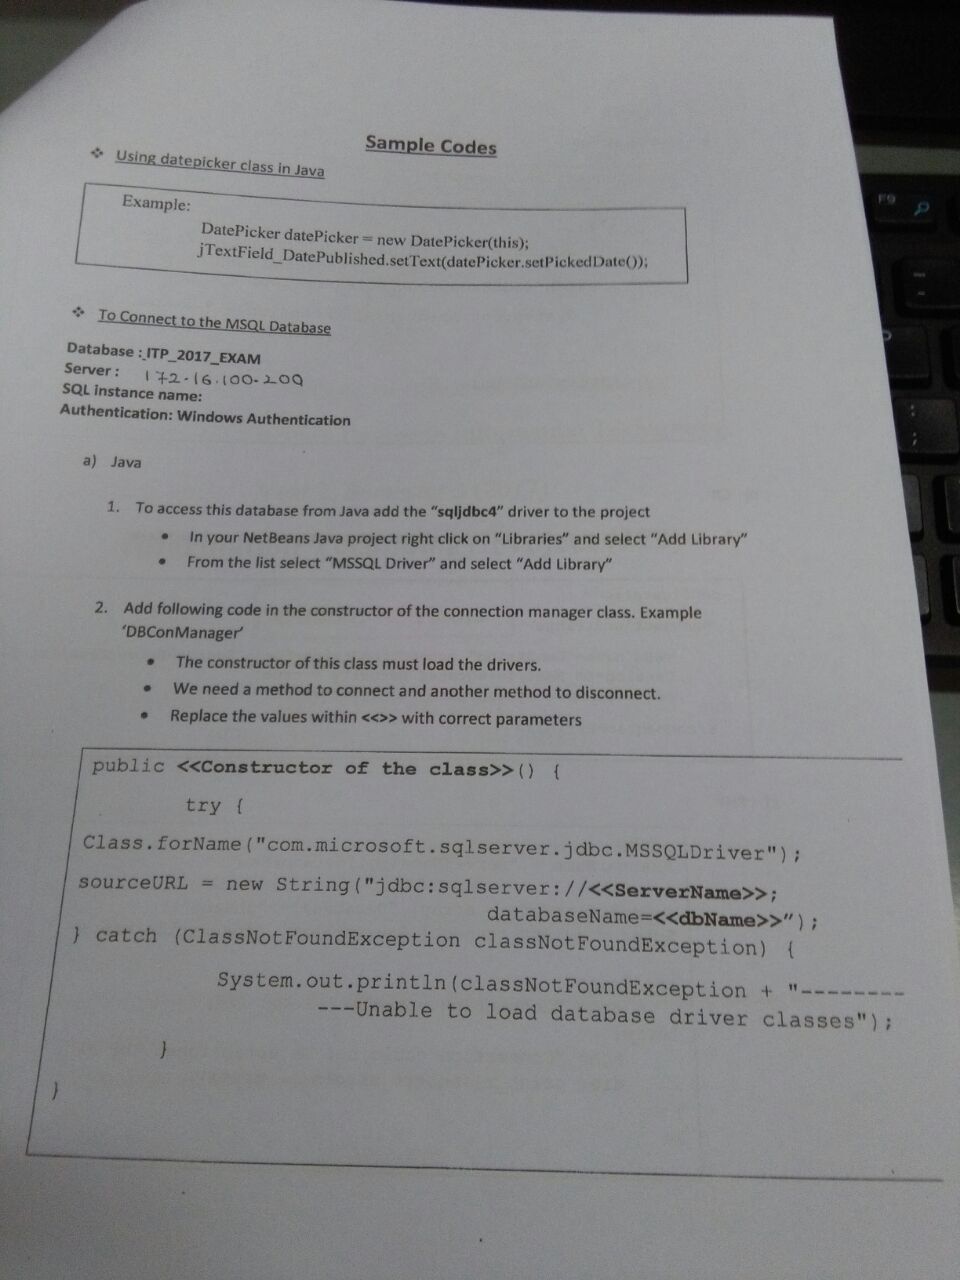 Sample Codes
❖ Using datepicker class in Java
Example:
DatePicker datePicker = new DatePicker(this);
jTextField_DatePublished.setText(datePicker.setPickedDate());
❖ To Connect to the MSQL Database
Database : ITP_2017_EXAM
Server : 172-16.100-200
SQL instance name:
Authentication: Windows Authentication
a) Java
1. To access this database from Java add the “sqljdbc4” driver to the project
• In your NetBeans Java project right click on “Libraries” and select “Add Library”
• From the list select “MSSQL Driver” and select “Add Library”
2. Add following code in the constructor of the connection manager class. Example
‘DBConManager’
• The constructor of this class must load the drivers.
• We need a method to connect and another method to disconnect.
• Replace the values within <<>> with correct parameters
public <<Constructor of the class>>() {
try {
Class.forName("com.microsoft.sqlserver.jdbc.MSSQLDriver");
sourceURL = new String("jdbc:sqlserver://<<ServerName>>;
databaseName=<<dbName>>”);
} catch (ClassNotFoundException classNotFoundException) {
System.out.println(classNotFoundException + "--------
---Unable to load database driver classes");
}
}
F9